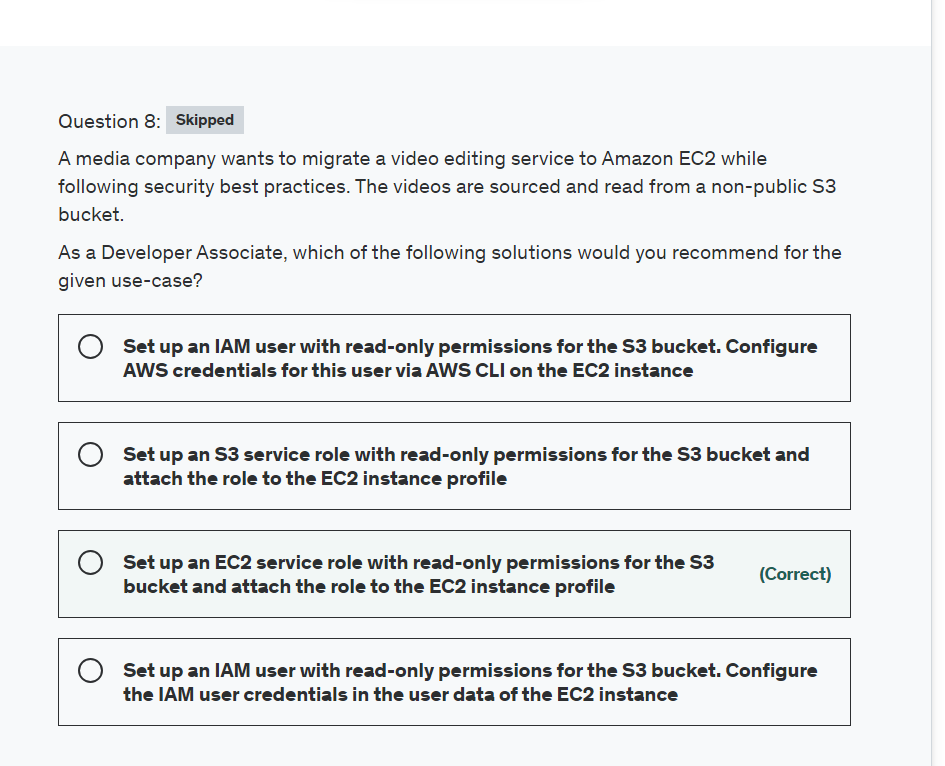 Question 8: Skipped
A media company wants to migrate a video editing service to Amazon EC2 while
following security best practices. The videos are sourced and read from a non-public S3
bucket.
As a Developer Associate, which of the following solutions would you recommend for the
given use-case?
Set up an IAM user with read-only permissions for the S3 bucket. Configure
AWS credentials for this user via AWS CLI on the EC2 instance
Set up an S3 service role with read-only permissions for the S3 bucket and
attach the role to the EC2 instance profile
Set up an EC2 service role with read-only permissions for the S3
bucket and attach the role to the EC2 instance profile
(Correct)
Set up an IAM user with read-only permissions for the S3 bucket. Configure
the IAM user credentials in the user data of the EC2 instance